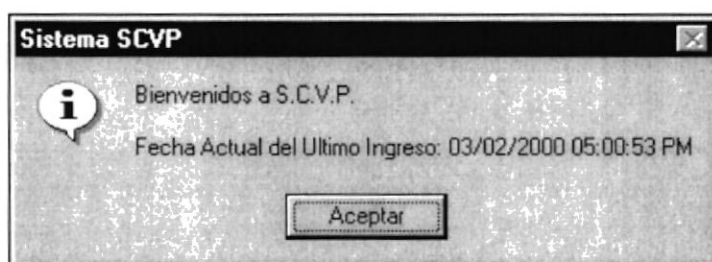 Sistema SCVP
Bienvenidos a S.C.V.P.
Fecha Actual del Ultimo Ingreso: 03/02/2000 05:00:53 PM
Aceptar